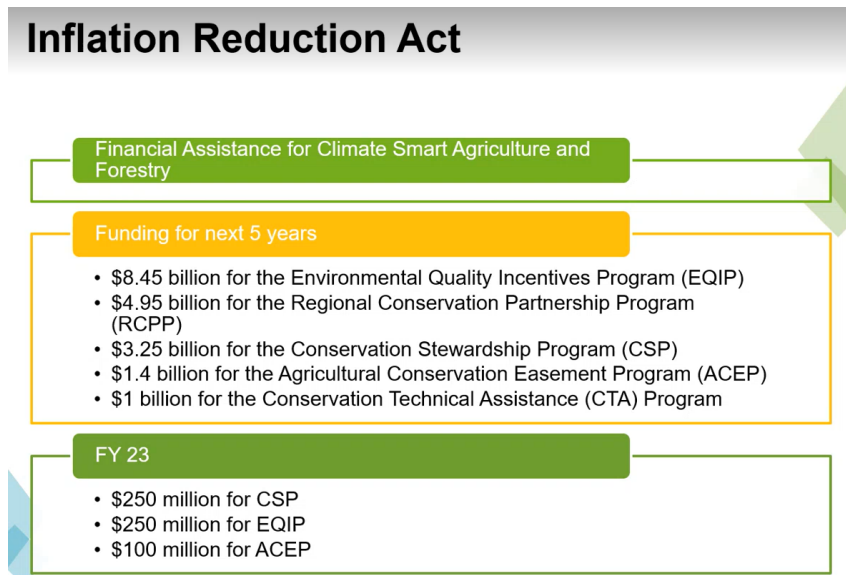 Inflation Reduction Act
Financial Assistance for Climate Smart Agriculture and
Forestry
Funding for next 5 years
• $8.45 billion for the Environmental Quality Incentives Program (EQIP)
• $4.95 billion for the Regional Conservation Partnership Program
(RCPP)
• $3.25 billion for the Conservation Stewardship Program (CSP)
• $1.4 billion for the Agricultural Conservation Easement Program (ACEP)
• $1 billion for the Conservation Technical Assistance (CTA) Program
FY 23
• $250 million for CSP
• $250 million for EQIP
• $100 million for ACEP